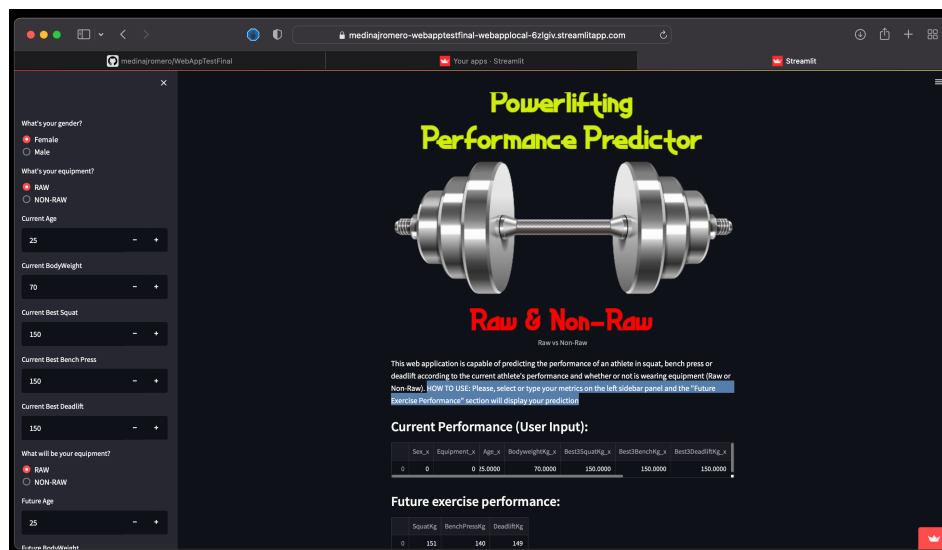 medinajromero-webapptestfinal-webapplocal-6zlgiv.streamlitapp.com
medinajromero/WebAppTestFinal
Your apps · Streamlit
Streamlit
What's your gender?
Female
Male
What's your equipment?
RAW
NON-RAW
Current Age
25 - +
Current BodyWeight
70 - +
Current Best Squat
150 - +
Current Best Bench Press
150 - +
Current Best Deadlift
150 - +
What will be your equipment?
RAW
NON-RAW
Future Age
25 - +
Future BodyWeight
Powerlifting
Performance Predictor
Raw & Non-Raw
Raw vs Non-Raw
This web application is capable of predicting the performance of an athlete in squat, bench press or
deadlift according to the current athlete's performance and whether or not is wearing equipment (Raw or
Non-Raw). HOW TO USE: Please, select or type your metrics on the left sidebar panel and the "Future
Exercise Performance" section will display your prediction
Current Performance (User Input):
Sex_x Equipment_x Age_x BodyweightKg_x Best3SquatKg_x Best3BenchKg_x Best3DeadliftKg_x
0 0 0 25.0000 70.0000 150.0000 150.0000 150.0000
Future exercise performance:
SquatKg BenchPressKg DeadliftKg
0 151 140 149